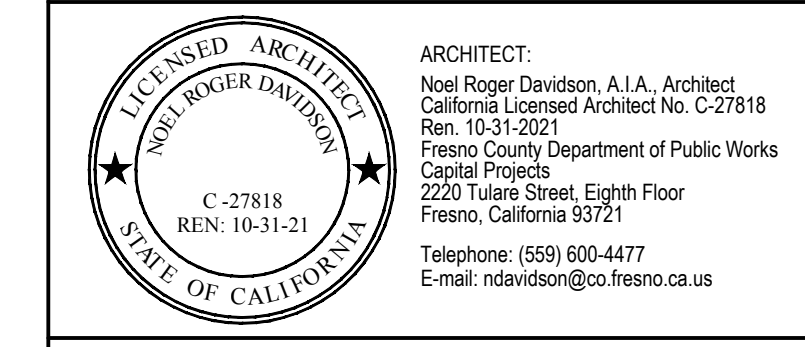 LICENSED ARCHITECT
NOEL ROGER DAVIDSON
C -27818
REN: 10-31-21
STATE OF CALIFORNIA
ARCHITECT:
Noel Roger Davidson, A.I.A., Architect
California Licensed Architect No. C-27818
Ren. 10-31-2021
Fresno County Department of Public Works
Capital Projects
2220 Tulare Street, Eighth Floor
Fresno, California 93721
Telephone: (559) 600-4477
E-mail: ndavidson@co.fresno.ca.us